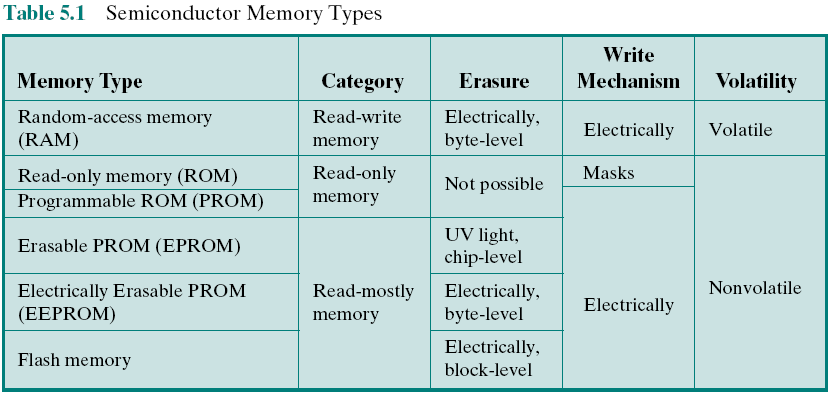 Table 5.1 Semiconductor Memory Types
Memory Type
Category
Erasure
Write
Mechanism
Volatility
Random-access memory
(RAM)
Read-write
memory
Electrically,
byte-level
Electrically
Volatile
Read-only memory (ROM)
Read-only
memory
Not possible
Masks
Nonvolatile
Programmable ROM (PROM)
Electrically
Erasable PROM (EPROM)
Read-mostly
memory
UV light,
chip-level
Electrically Erasable PROM
(EEPROM)
Electrically,
byte-level
Flash memory
Electrically,
block-level